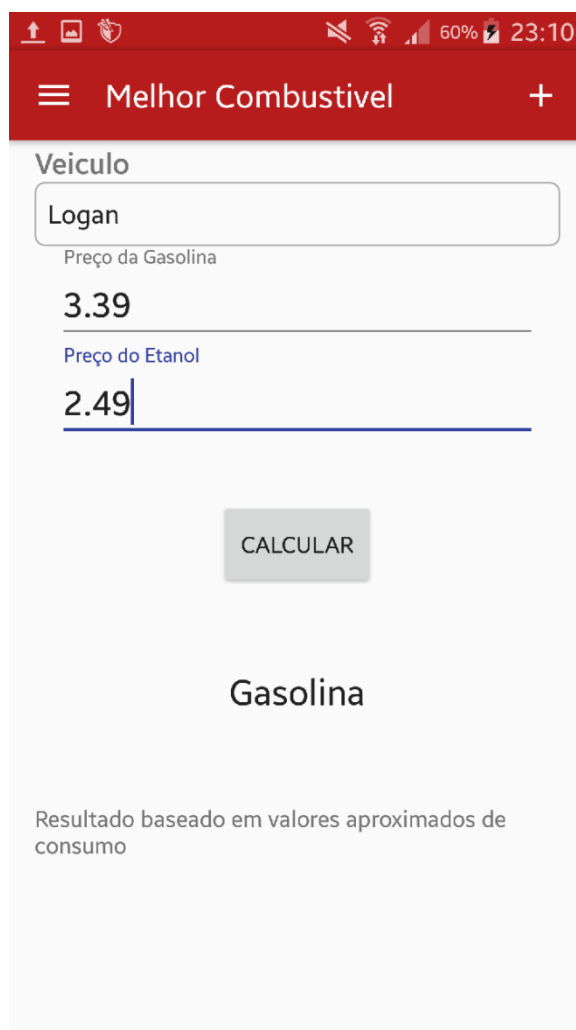 60% 23:10
Melhor Combustivel +
Veiculo
Logan
Preço da Gasolina
3.39
Preço do Etanol
2.49
CALCULAR
Gasolina
Resultado baseado em valores aproximados de
consumo